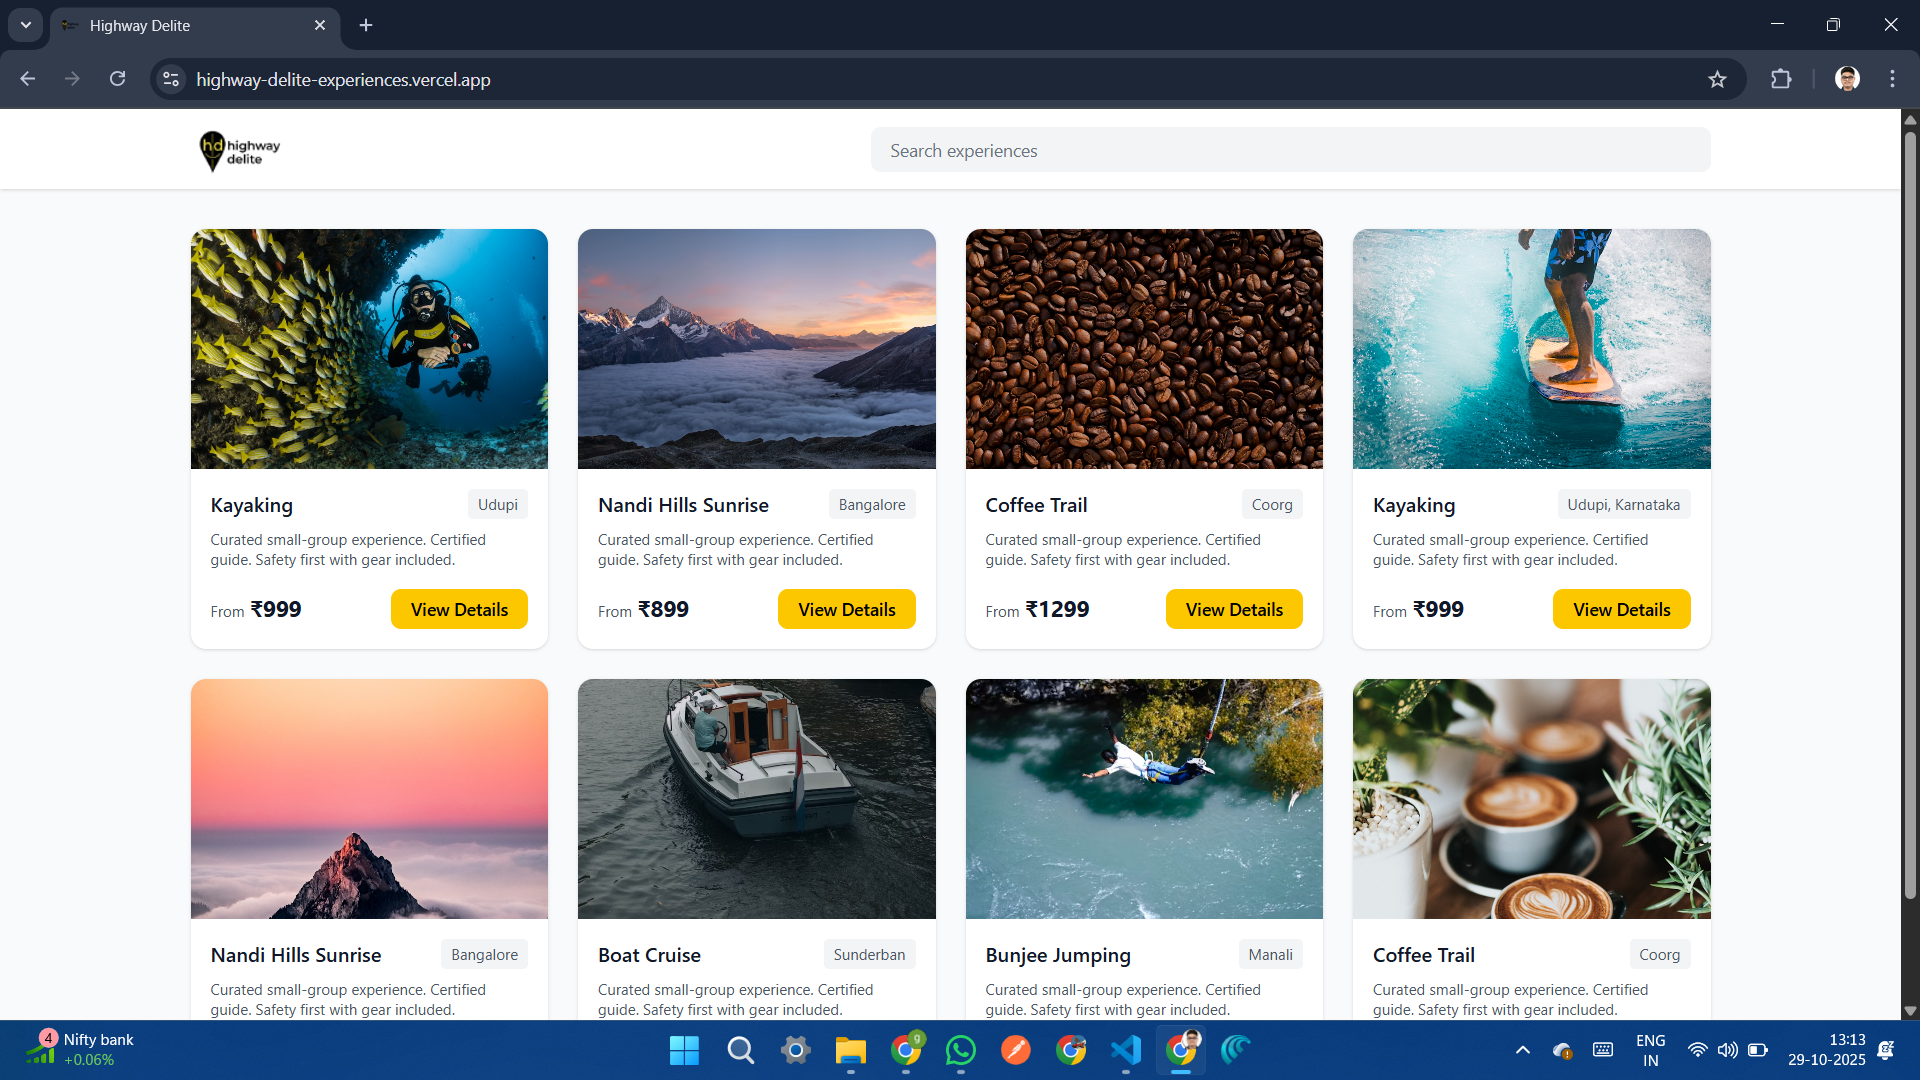 Highway Delite
highway-delite-experiences.vercel.app
hd highway
delite
Search experiences
Kayaking
Udupi
Curated small-group experience. Certified
guide. Safety first with gear included.
From ₹999
View Details
Nandi Hills Sunrise
Bangalore
Curated small-group experience. Certified
guide. Safety first with gear included.
From ₹899
View Details
Coffee Trail
Coorg
Curated small-group experience. Certified
guide. Safety first with gear included.
From ₹1299
View Details
Kayaking
Udupi, Karnataka
Curated small-group experience. Certified
guide. Safety first with gear included.
From ₹999
View Details
Nandi Hills Sunrise
Bangalore
Curated small-group experience. Certified
guide. Safety first with gear included.
Boat Cruise
Sunderban
Curated small-group experience. Certified
guide. Safety first with gear included.
Bunjee Jumping
Manali
Curated small-group experience. Certified
guide. Safety first with gear included.
Coffee Trail
Coorg
Curated small-group experience. Certified
guide. Safety first with gear included.
4
Nifty bank
+0.06%
g
ENG
IN
13:13
29-10-2025